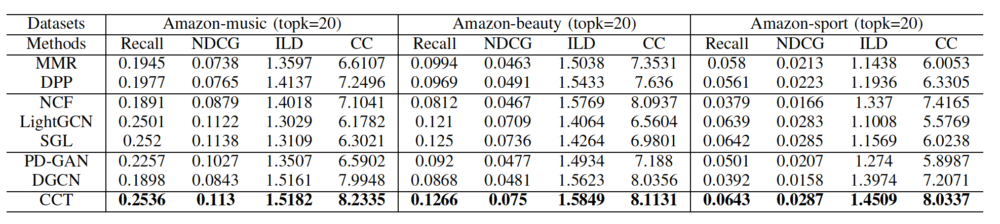 Datasets Amazon-music (topk=20) Amazon-beauty (topk=20) Amazon-sport (topk=20)
Methods Recall NDCG ILD CC Recall NDCG ILD CC Recall NDCG ILD CC
MMR 0.1945 0.0738 1.3597 6.6107 0.0994 0.0463 1.5038 7.3531 0.058 0.0213 1.1438 6.0053
DPP 0.1977 0.0765 1.4137 7.2496 0.0969 0.0491 1.5433 7.636 0.0561 0.0223 1.1936 6.3305
NCF 0.1891 0.0879 1.4018 7.1041 0.0812 0.0467 1.5769 8.0937 0.0379 0.0166 1.337 7.4165
LightGCN 0.2501 0.1122 1.3029 6.1782 0.121 0.0709 1.4064 6.5604 0.0639 0.0283 1.1008 5.5769
SGL 0.252 0.1138 1.3109 6.3021 0.125 0.0736 1.4264 6.9801 0.0642 0.0285 1.1569 6.0238
PD-GAN 0.2257 0.1027 1.3507 6.5902 0.092 0.0477 1.4934 7.188 0.0501 0.0207 1.274 5.8987
DGCN 0.1898 0.0843 1.5161 7.9948 0.0868 0.0481 1.5623 8.0356 0.0392 0.0158 1.3974 7.2071
CCT 0.2536 0.113 1.5182 8.2335 0.1266 0.075 1.5849 8.1131 0.0643 0.0287 1.4509 8.0337